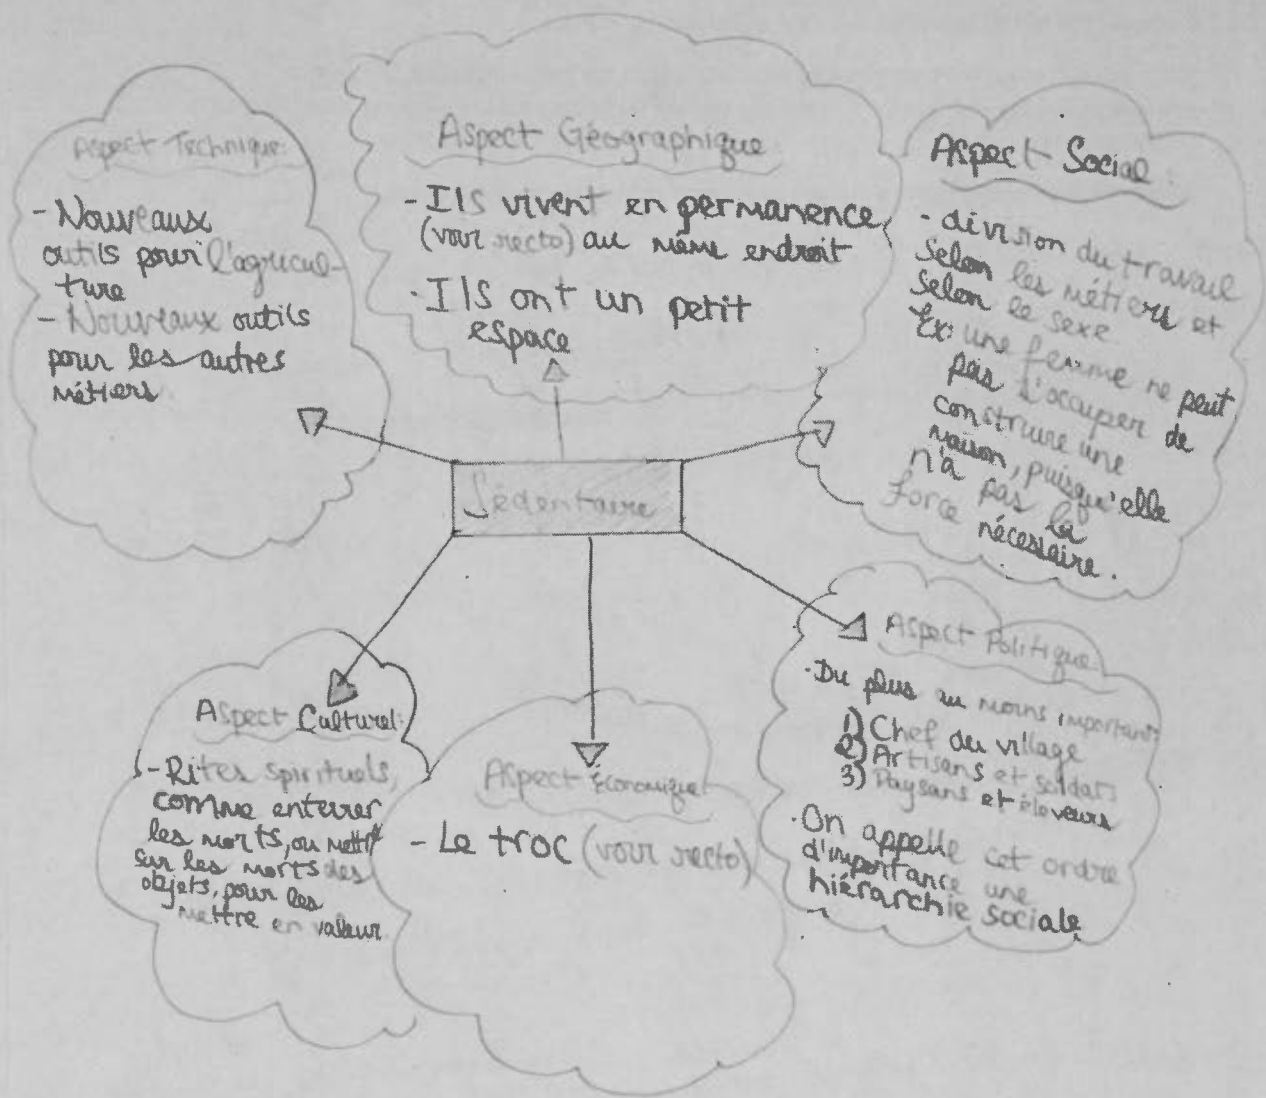 Aspect Technique:
- Nouveaux
outils pour l'agricul-
ture
- Nouveaux outils
pour les autres
métiers
Aspect Géographique
- Ils vivent en permanence
(voir recto) au même endroit
- Ils ont un petit
espace
Aspect Social:
- division du travail
selon les métiers et
selon le sexe
Ex: une femme ne peut
pas s'occuper de
construire une
maison, puisqu'elle
n'a pas la
force nécessaire.
Sédentaire
Aspect Culturel:
- Rites spirituels,
comme enterrer
les morts, ou mettre
sur les morts des
objets, pour les
mettre en valeur
Aspect Économique
- Le troc (voir recto)
Aspect Politique:
- Du plus au moins important:
1) Chef du village
2) Artisans et soldats
3) Paysans et éleveurs
- On appelle cet ordre
d'importance une
hiérarchie sociale